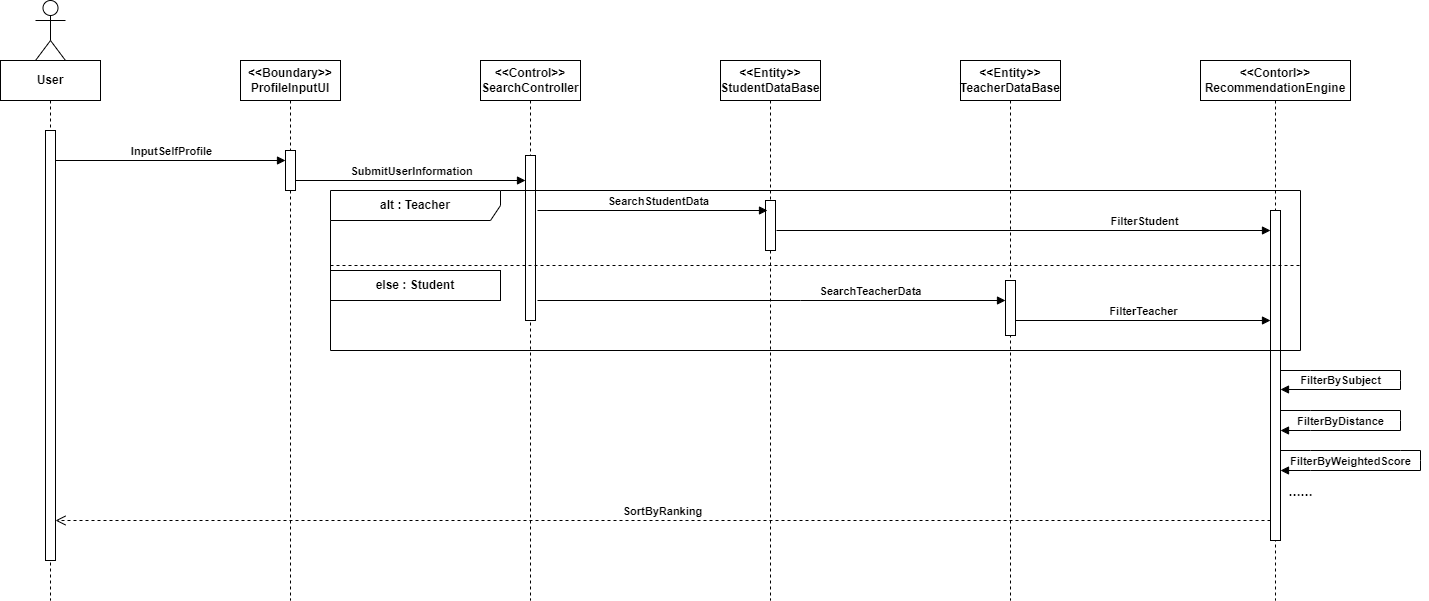 User
<<Boundary>>
ProfileInputUI
<<Control>>
SearchController
<<Entity>>
StudentDataBase
<<Entity>>
TeacherDataBase
<<Contorl>>
RecommendationEngine
InputSelfProfile
SubmitUserInformation
alt : Teacher
SearchStudentData
FilterStudent
else : Student
SearchTeacherData
FilterTeacher
FilterBySubject
FilterByDistance
FilterByWeightedScore
......
SortByRanking